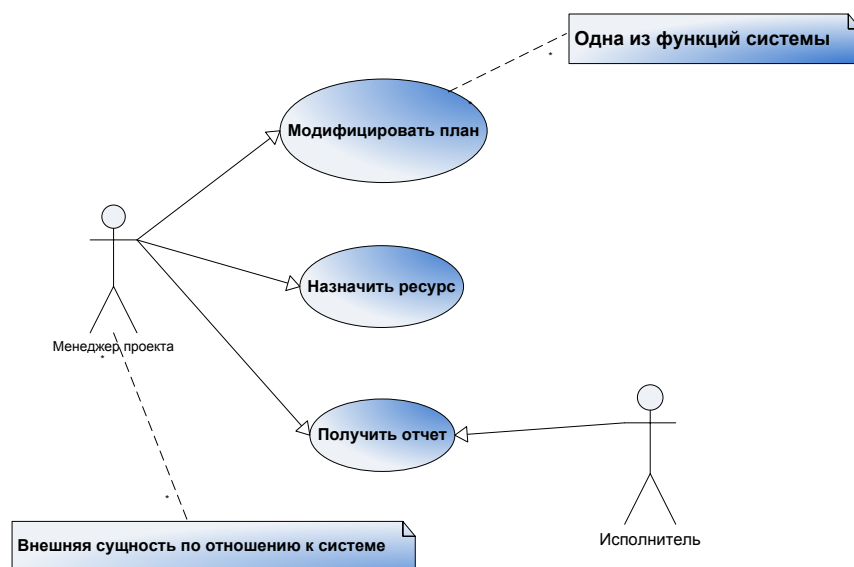 Одна из функций системы
*
*
Модифицировать план
Назначить ресурс
Менеджер проекта
*
Получить отчет
*
Исполнитель
Внешняя сущность по отношению к системе